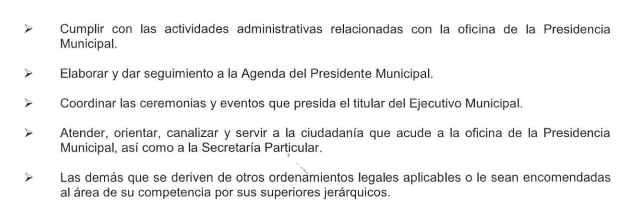 ➢ Cumplir con las actividades administrativas relacionadas con la oficina de la Presidencia
Municipal.
➢ Elaborar y dar seguimiento a la Agenda del Presidente Municipal.
➢ Coordinar las ceremonias y eventos que presida el titular del Ejecutivo Municipal.
➢ Atender, orientar, canalizar y servir a la ciudadanía que acude a la oficina de la Presidencia
Municipal, así como a la Secretaría Particular.
➢ Las demás que se deriven de otros ordenamientos legales aplicables o le sean encomendadas
al área de su competencia por sus superiores jerárquicos.